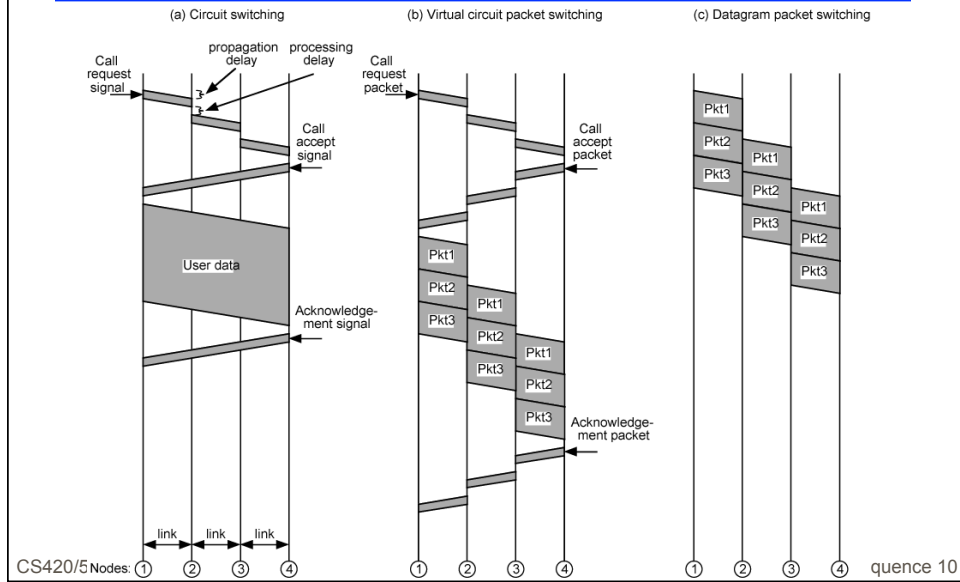 (a) Circuit switching
(b) Virtual circuit packet switching
(c) Datagram packet switching
Call
request
signal
propagation
delay
processing
delay
Call
accept
signal
User data
Acknowledge-
ment signal
link
link
link
Call
request
packet
Call
accept
packet
Pkt1
Pkt2
Pkt3
Pkt1
Pkt2
Pkt3
Pkt1
Pkt2
Pkt3
Acknowledge-
ment packet
Pkt1
Pkt2
Pkt3
Pkt1
Pkt2
Pkt3
Pkt1
Pkt2
Pkt3
CS420/5 Nodes: 1 2 3 4 1 2 3 4 1 2 3 4 quence 10